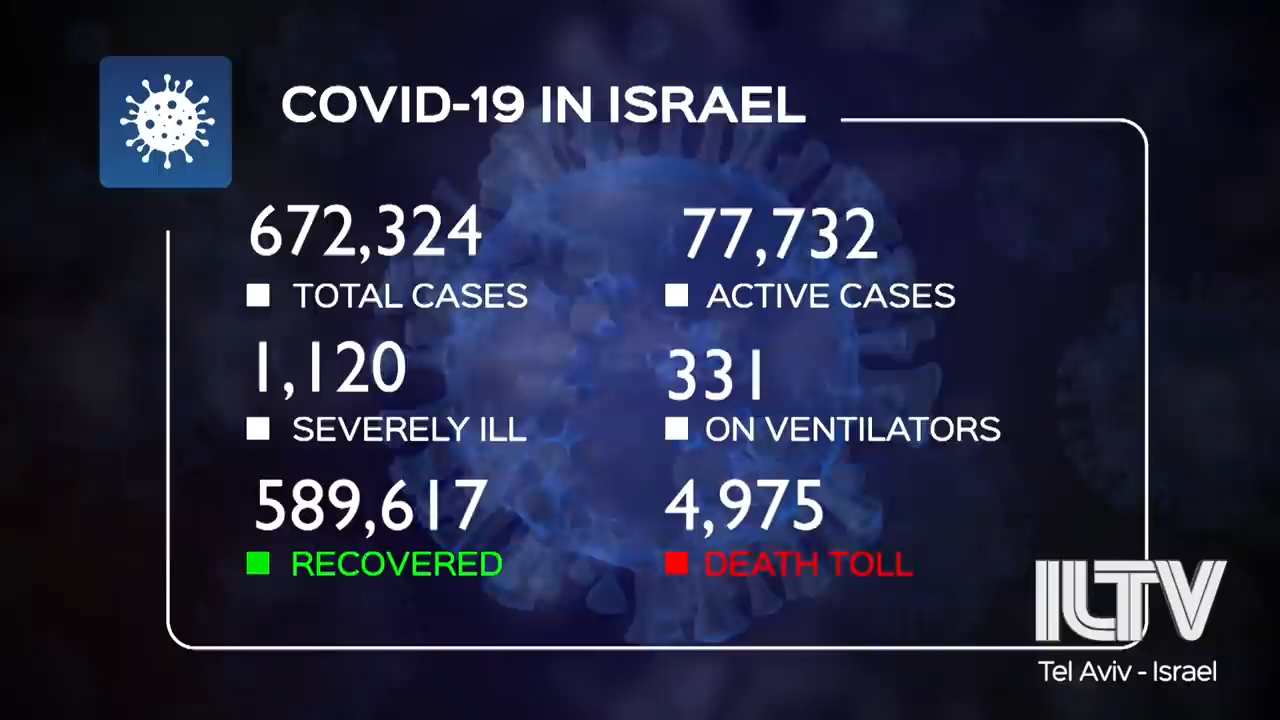 COVID-19 IN ISRAEL
672,324
TOTAL CASES
77,732
ACTIVE CASES
1,120
SEVERELY ILL
331
ON VENTILATORS
589,617
RECOVERED
4,975
DEATH TOLL
ILTV
Tel Aviv - Israel